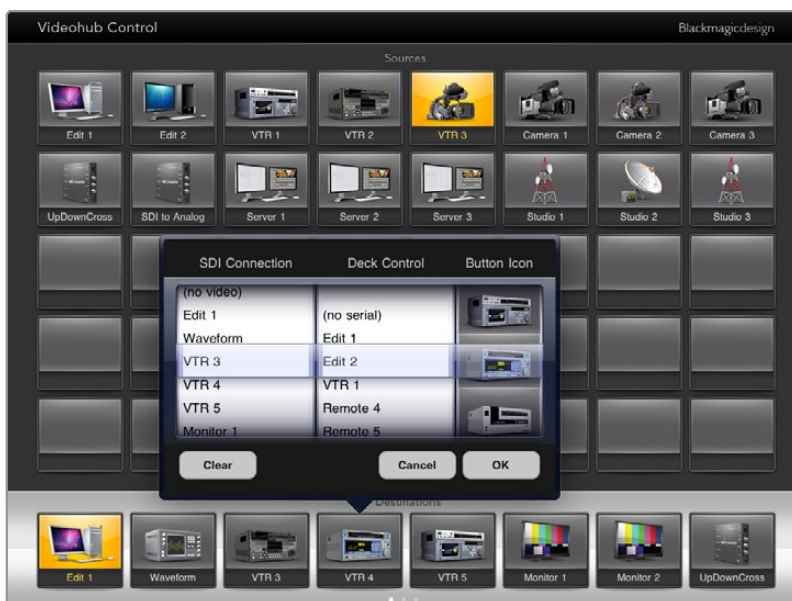 Videohub Control Blackmagicdesign
Sources
Edit 1 Edit 2 VTR 1 VTR 2 VTR 3 Camera 1 Camera 2 Camera 3
UpDownCross SDI to Analog Server 1 Server 2 Server 3 Studio 1 Studio 2 Studio 3
SDI Connection Deck Control Button Icon
(no video)
Edit 1 (no serial)
Waveform Edit 1
VTR 3 Edit 2
VTR 4 VTR 1
VTR 5 Remote 4
Monitor 1 Remote 5
Clear Cancel OK
Destinations
Edit 1 Waveform VTR 3 VTR 4 VTR 5 Monitor 1 Monitor 2 UpDownCross